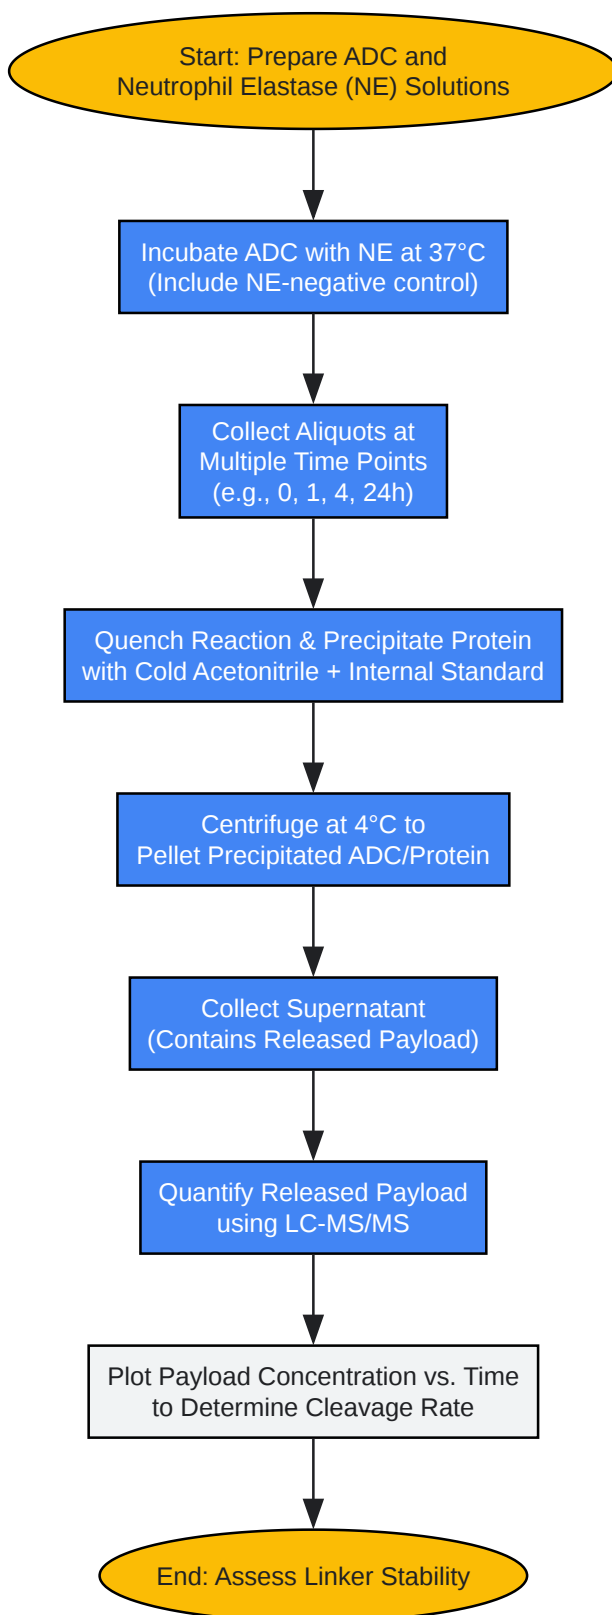 Start: Prepare ADC and
Neutrophil Elastase (NE) Solutions
Incubate ADC with NE at 37°C
(Include NE-negative control)
Collect Aliquots at
Multiple Time Points
(e.g., 0, 1, 4, 24h)
Quench Reaction & Precipitate Protein
with Cold Acetonitrile + Internal Standard
Centrifuge at 4°C to
Pellet Precipitated ADC/Protein
Collect Supernatant
(Contains Released Payload)
Quantify Released Payload
using LC-MS/MS
Plot Payload Concentration vs. Time
to Determine Cleavage Rate
End: Assess Linker Stability